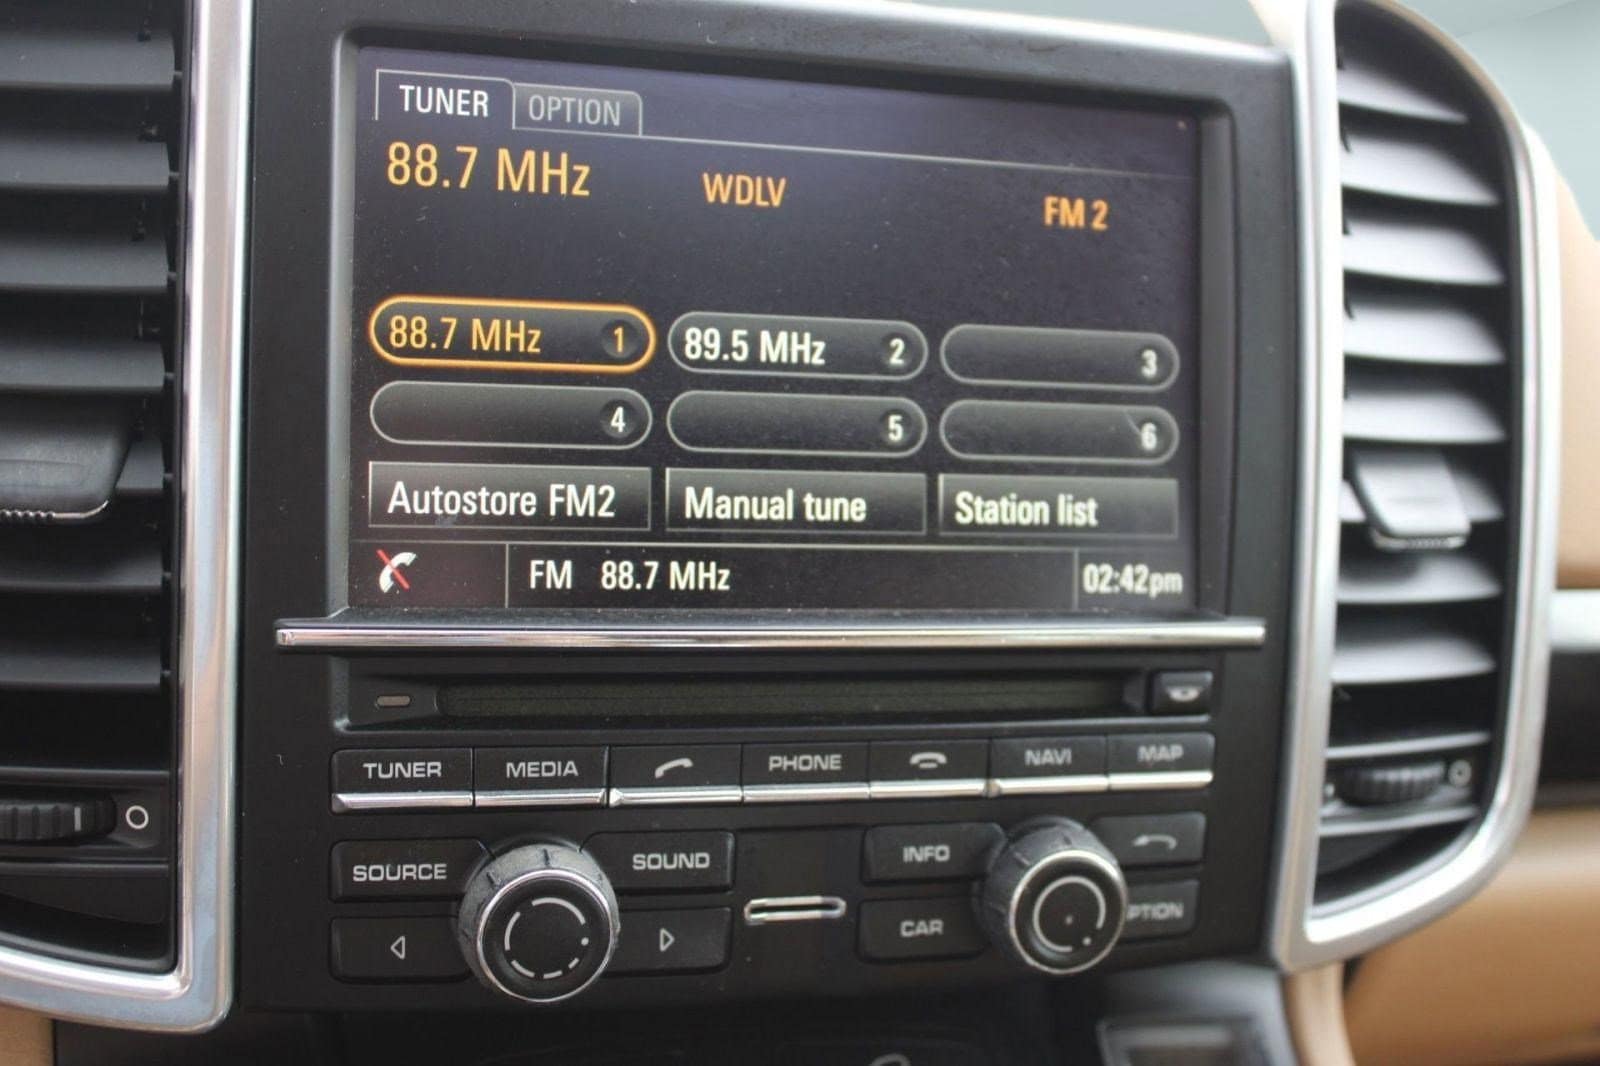 TUNER OPTION
88.7 MHz WDLV FM 2
88.7 MHz 1 89.5 MHz 2 3
4 5 6
Autostore FM2 Manual tune Station list
FM 88.7 MHz 02:42pm
TUNER MEDIA PHONE NAVI MAP
SOURCE SOUND INFO
CAR PTION